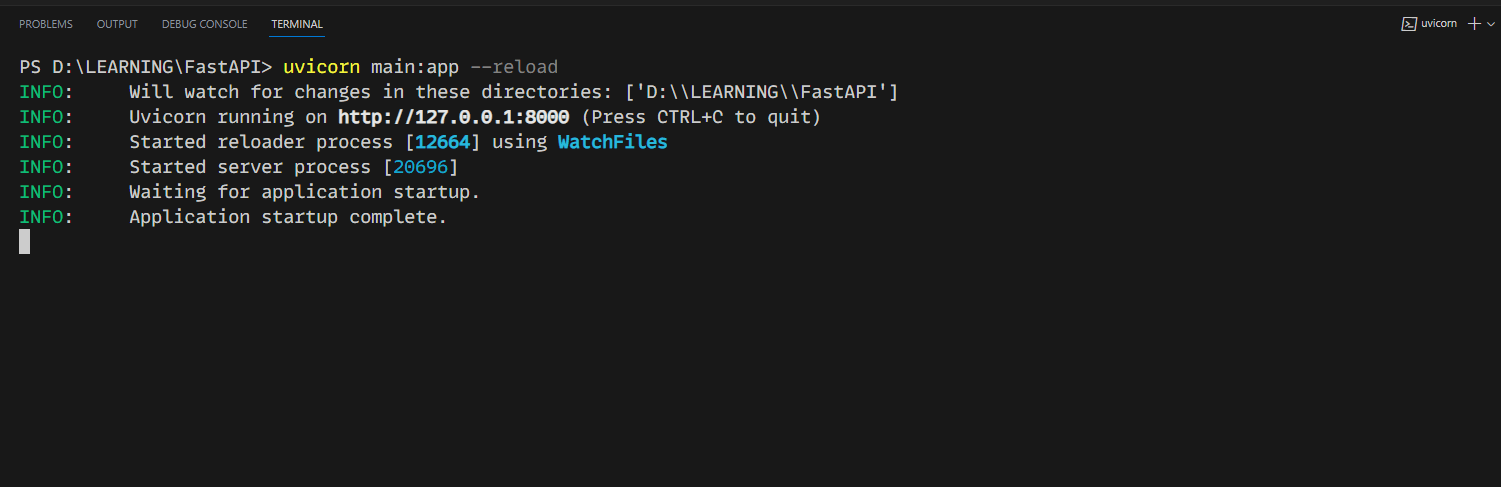 PROBLEMS OUTPUT DEBUG CONSOLE TERMINAL uvicorn
PS D:\LEARNING\FastAPI> uvicorn main:app --reload
INFO:     Will watch for changes in these directories: ['D:\\LEARNING\\FastAPI']
INFO:     Uvicorn running on http://127.0.0.1:8000 (Press CTRL+C to quit)
INFO:     Started reloader process [12664] using WatchFiles
INFO:     Started server process [20696]
INFO:     Waiting for application startup.
INFO:     Application startup complete.